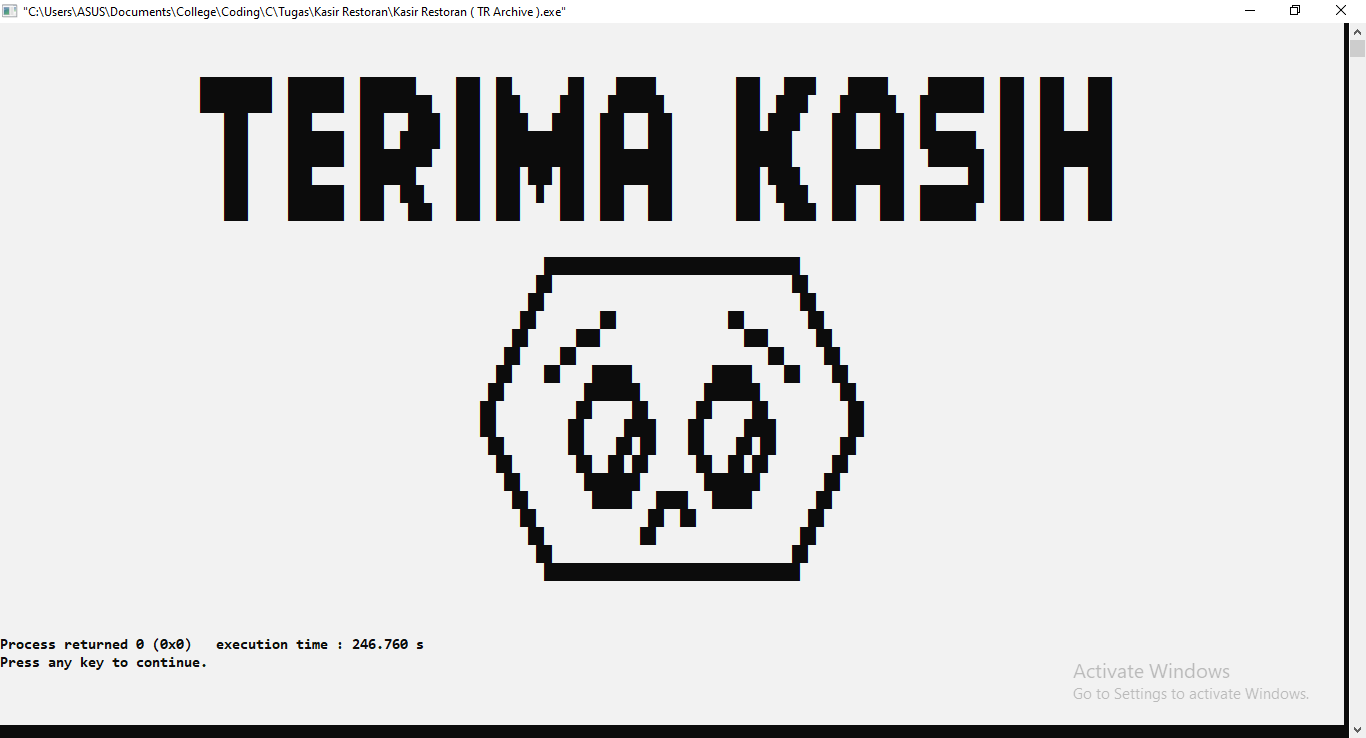 "C:\Users\ASUS\Documents\College\Coding\C\Tugas\Kasir Restoran\Kasir Restoran ( TR Archive ).exe"
TERIMA KASIH
Process returned 0 (0x0)   execution time : 246.760 s
Press any key to continue.
Activate Windows
Go to Settings to activate Windows.